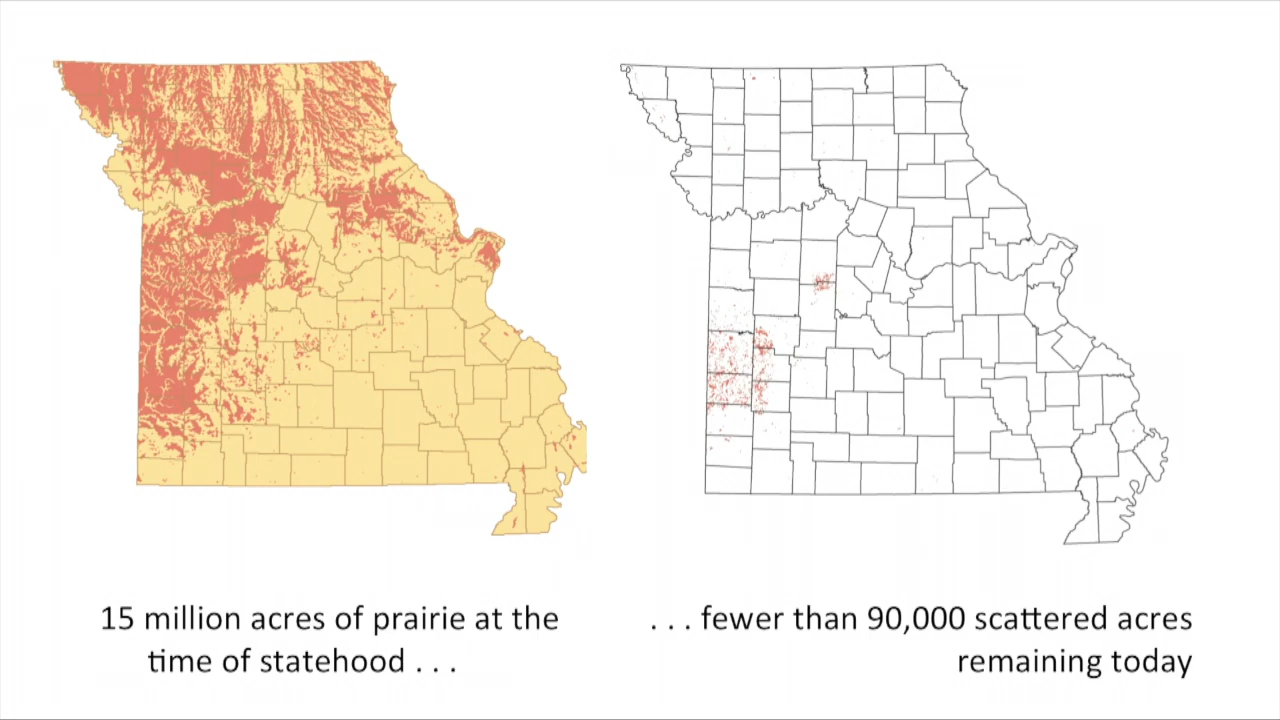 15 million acres of prairie at the
time of statehood . . .
. . . fewer than 90,000 scattered acres
remaining today